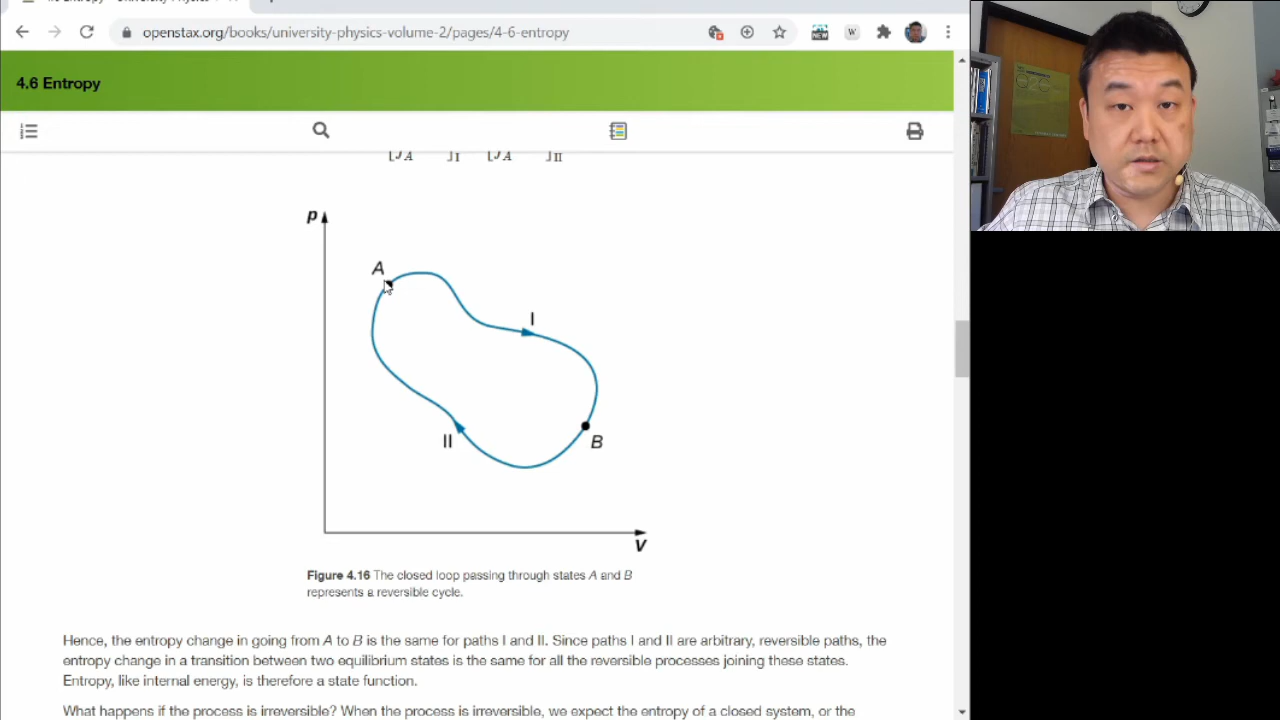 openstax.org/books/university-physics-volume-2/pages/4-6-entropy
NEW
W
4.6 Entropy
A I A II
p
A
I
II
B
V
Figure 4.16 The closed loop passing through states A and B
represents a reversible cycle.
Hence, the entropy change in going from A to B is the same for paths I and II. Since paths I and II are arbitrary, reversible paths, the
entropy change in a transition between two equilibrium states is the same for all the reversible processes joining these states.
Entropy, like internal energy, is therefore a state function.
What happens if the process is irreversible? When the process is irreversible, we expect the entropy of a closed system, or the